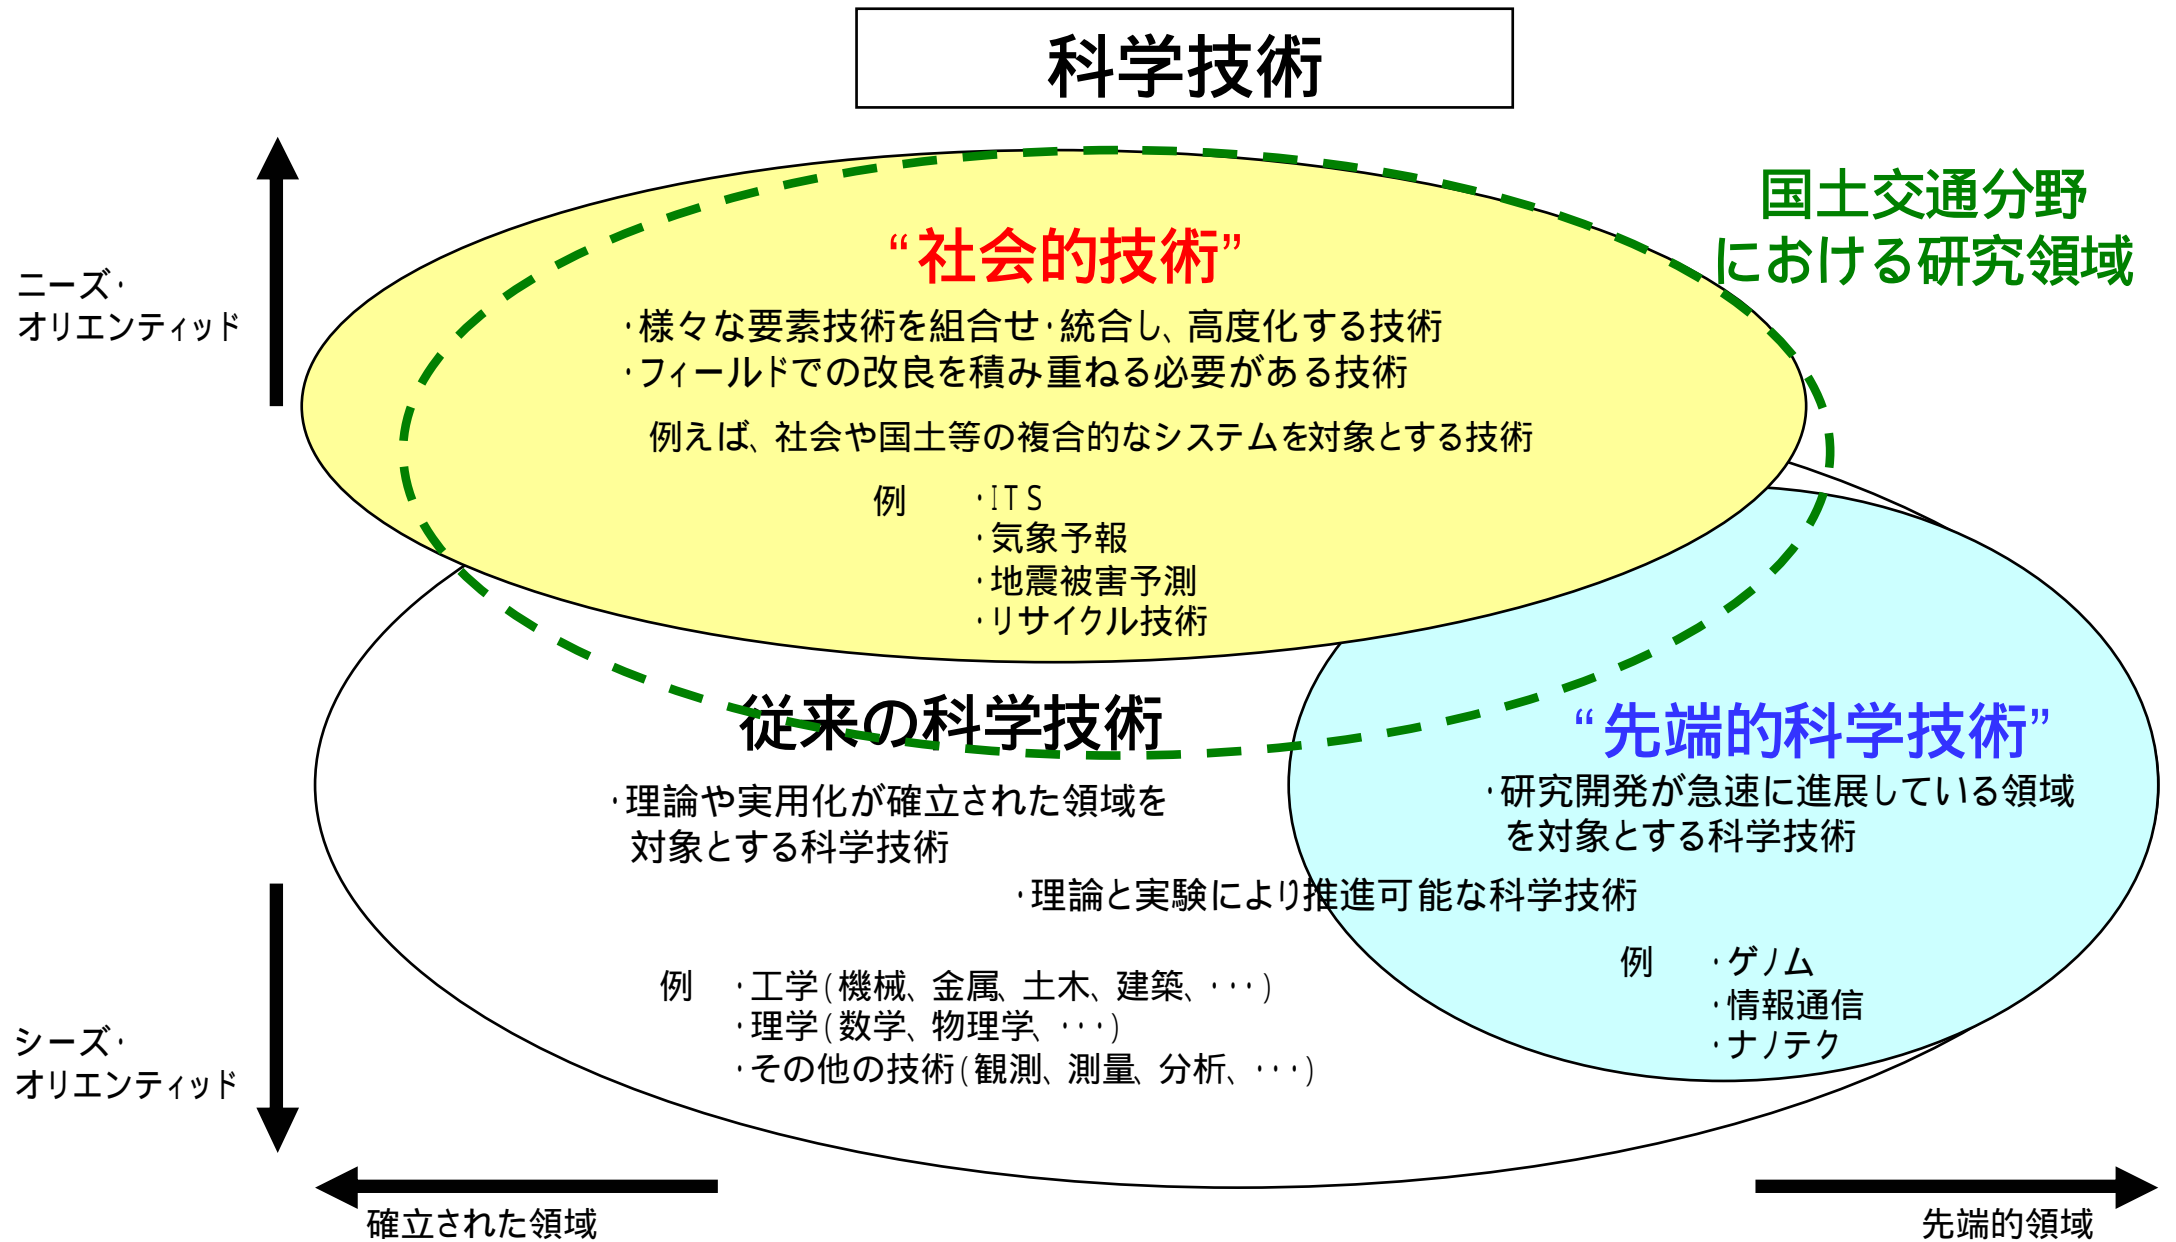 科学技術
国土交通分野
における研究領域
ニーズ・
オリエンティッド
“社会的技術”
・様々な要素技術を組合せ・統合し、高度化する技術
・フィールドでの改良を積み重ねる必要がある技術
例えば、社会や国土等の複合的なシステムを対象とする技術
例 ・ITS
・気象予報
・地震被害予測
・リサイクル技術
従来の科学技術
・理論や実用化が確立された領域を
対象とする科学技術
“先端的科学技術”
・研究開発が急速に進展している領域
を対象とする科学技術
・理論と実験により推進可能な科学技術
例 ・工学(機械、金属、土木、建築、・・・)
・理学(数学、物理学、・・・)
・その他の技術(観測、測量、分析、・・・)
例 ・ゲノム
・情報通信
・ナノテク
シーズ・
オリエンティッド
確立された領域
先端的領域